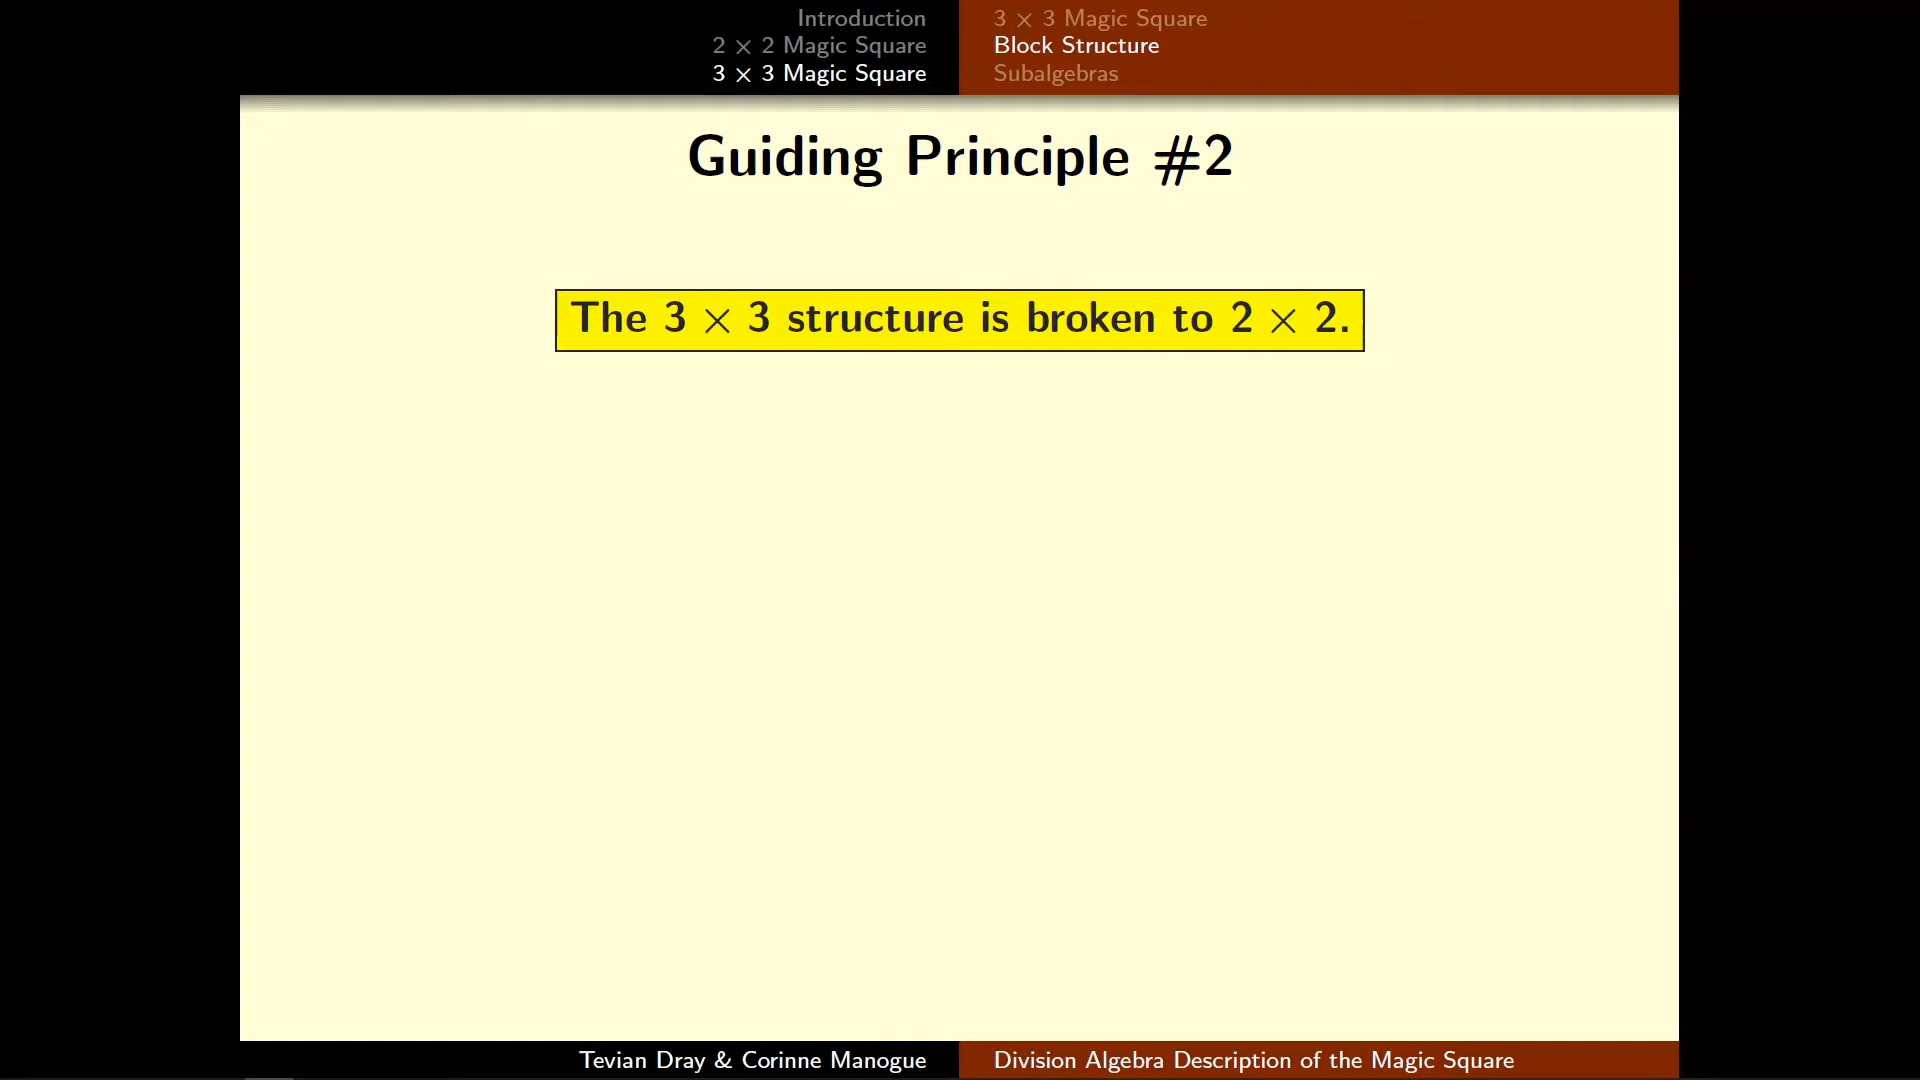 Introduction
2 × 2 Magic Square
3 × 3 Magic Square
3 × 3 Magic Square
Block Structure
Subalgebras
Guiding Principle #2
The 3 × 3 structure is broken to 2 × 2.
Tevian Dray & Corinne Manogue
Division Algebra Description of the Magic Square